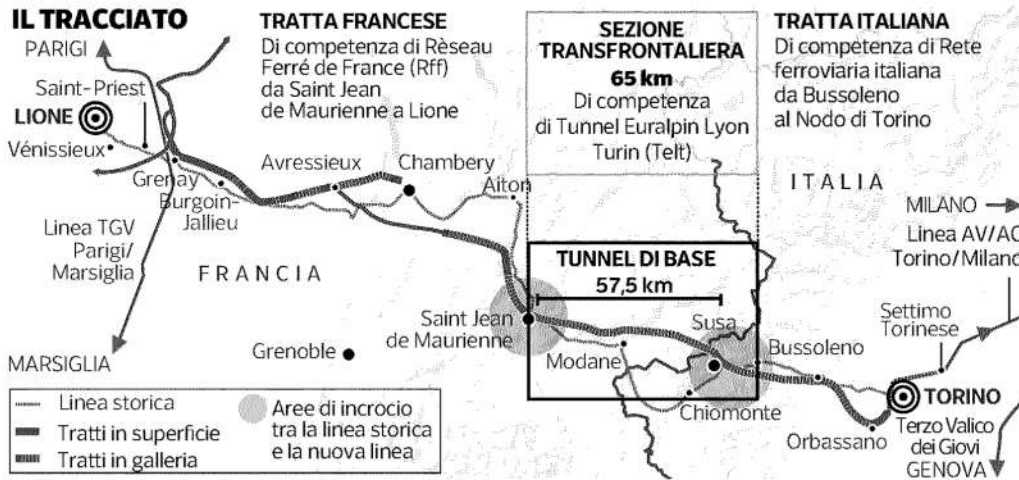 IL TRACCIATO
PARIGI
Saint-Priest
LIONE
Vénissieux
Grenay
Burgoin-
Jallieu
Linea TGV
Parigi/
Marsiglia
MARSIGLIA
TRATTA FRANCESE
Di competenza di Rèseau
Ferré de France (Rff)
da Saint Jean
de Maurienne a Lione
Avressieux
Chambery
Aiton
FRANCIA
Grenoble
Saint Jean
de Maurienne
SEZIONE
TRANSFRONTALIERA
65 km
Di competenza
di Tunnel Euralpin Lyon
Turin (Telt)
TUNNEL DI BASE
57,5 km
Susa
Modane
Chiomonte
TRATTA ITALIANA
Di competenza di Rete
ferroviaria italiana
da Bussoleno
al Nodo di Torino
ITALIA
MILANO
Linea AV/AC
Torino/Milano
Settimo
Torinese
Bussoleno
TORINO
Orbassano
Terzo Valico
dei Giovi
GENOVA
Linea storica
Tratti in superficie
Tratti in galleria
Aree di incrocio
tra la linea storica
e la nuova linea